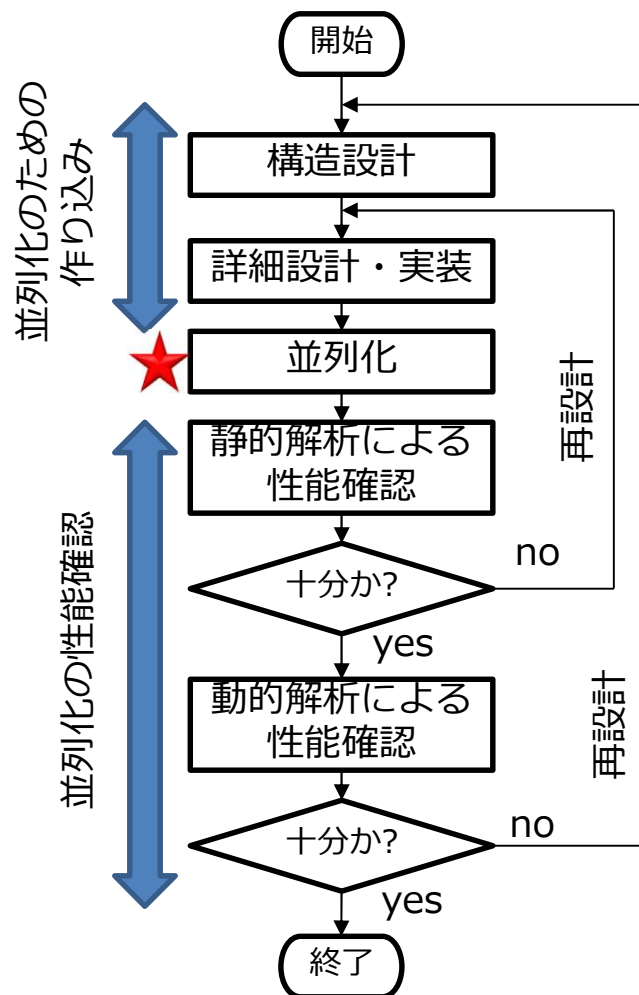 開始
並列化のための
作り込み
構造設計
詳細設計・実装
並列化
静的解析による
性能確認
再設計
十分か?
no
yes
並列化の性能確認
動的解析による
性能確認
再設計
十分か?
no
yes
終了